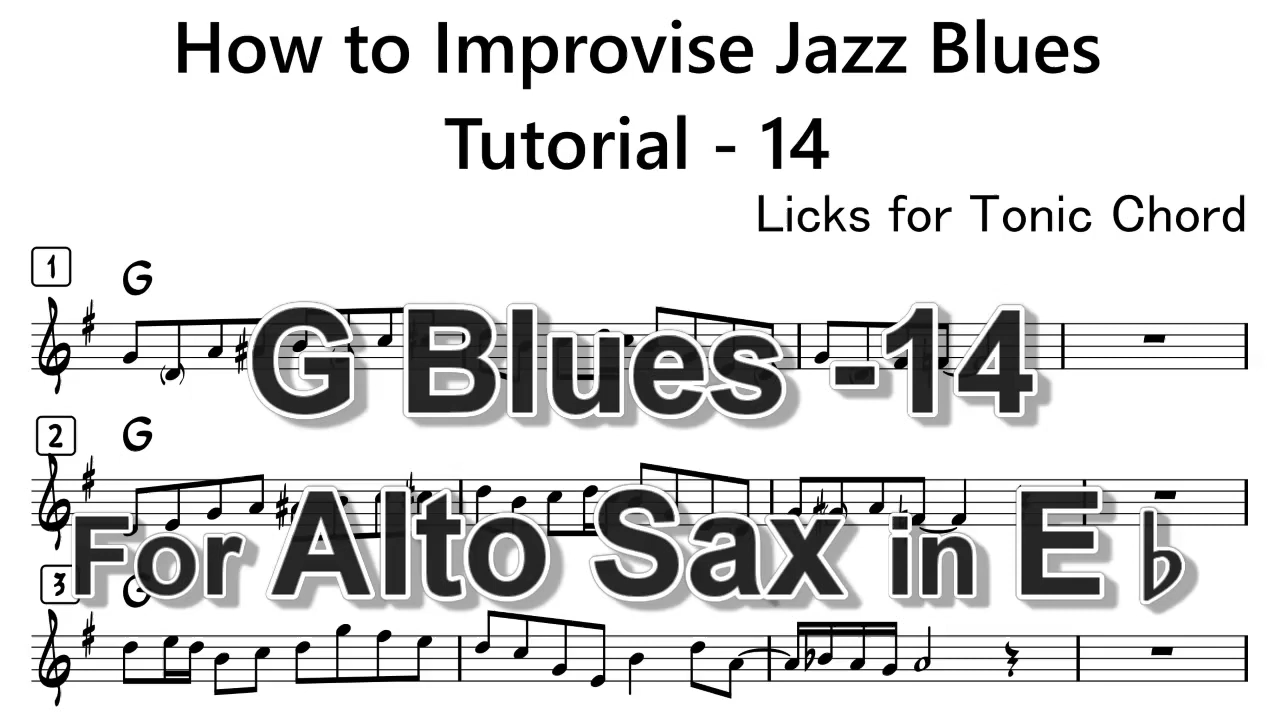 How to Improvise Jazz Blues
Tutorial - 14
Licks for Tonic Chord
1
G
G Blues -14
2
G
For Alto Sax in E♭
3
G